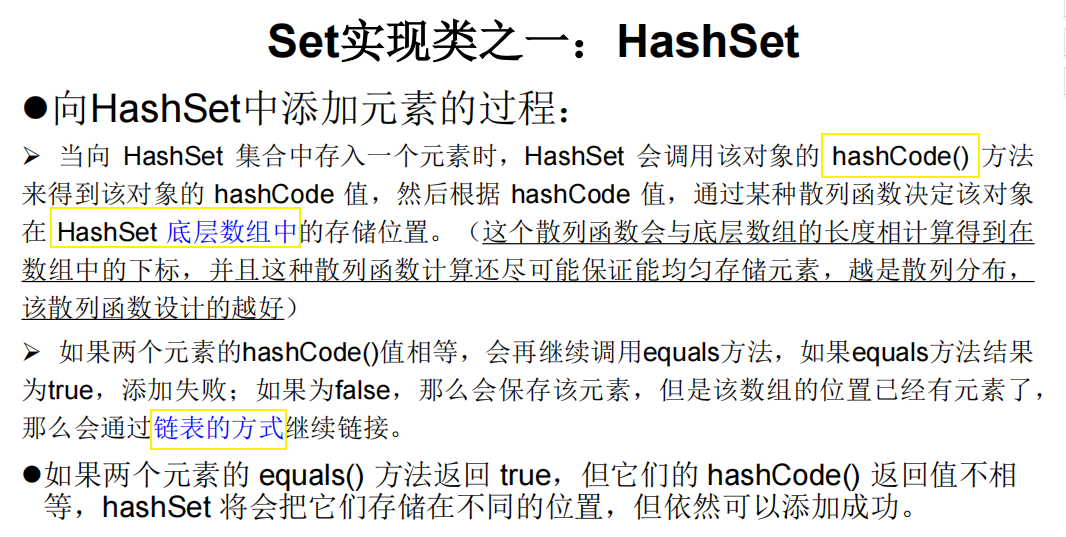 Set实现类之一：HashSet
●向HashSet中添加元素的过程：
➢ 当向 HashSet 集合中存入一个元素时，HashSet 会调用该对象的 hashCode() 方法
来得到该对象的 hashCode 值，然后根据 hashCode 值，通过某种散列函数决定该对象
在 HashSet 底层数组中的存储位置。（这个散列函数会与底层数组的长度相计算得到在
数组中的下标，并且这种散列函数计算还尽可能保证能均匀存储元素，越是散列分布，
该散列函数设计的越好）
➢ 如果两个元素的hashCode()值相等，会再继续调用equals方法，如果equals方法结果
为true，添加失败；如果为false，那么会保存该元素，但是该数组的位置已经有元素了，
那么会通过链表的方式继续链接。
●如果两个元素的 equals() 方法返回 true，但它们的 hashCode() 返回值不相
等，hashSet 将会把它们存储在不同的位置，但依然可以添加成功。